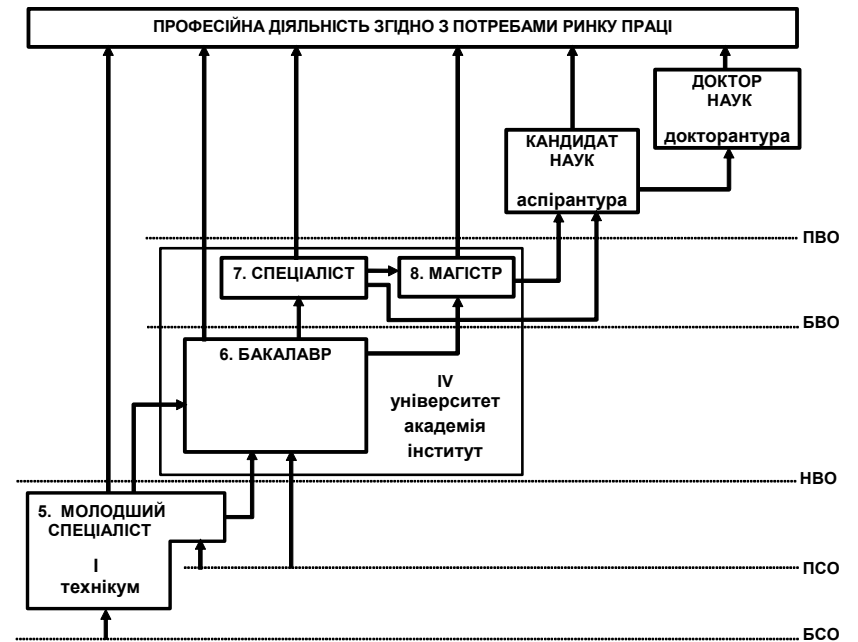 ПРОФЕСІЙНА ДІЯЛЬНІСТЬ ЗГІДНО З ПОТРЕБАМИ РИНКУ ПРАЦІ
ДОКТОР
НАУК
докторантура
КАНДИДАТ
НАУК
аспірантура
ПВО
7. СПЕЦІАЛІСТ
8. МАГІСТР
БВО
6. БАКАЛАВР
IV
університет
академія
інститут
НВО
5. МОЛОДШИЙ
СПЕЦІАЛІСТ
I
технікум
ПСО
БСО